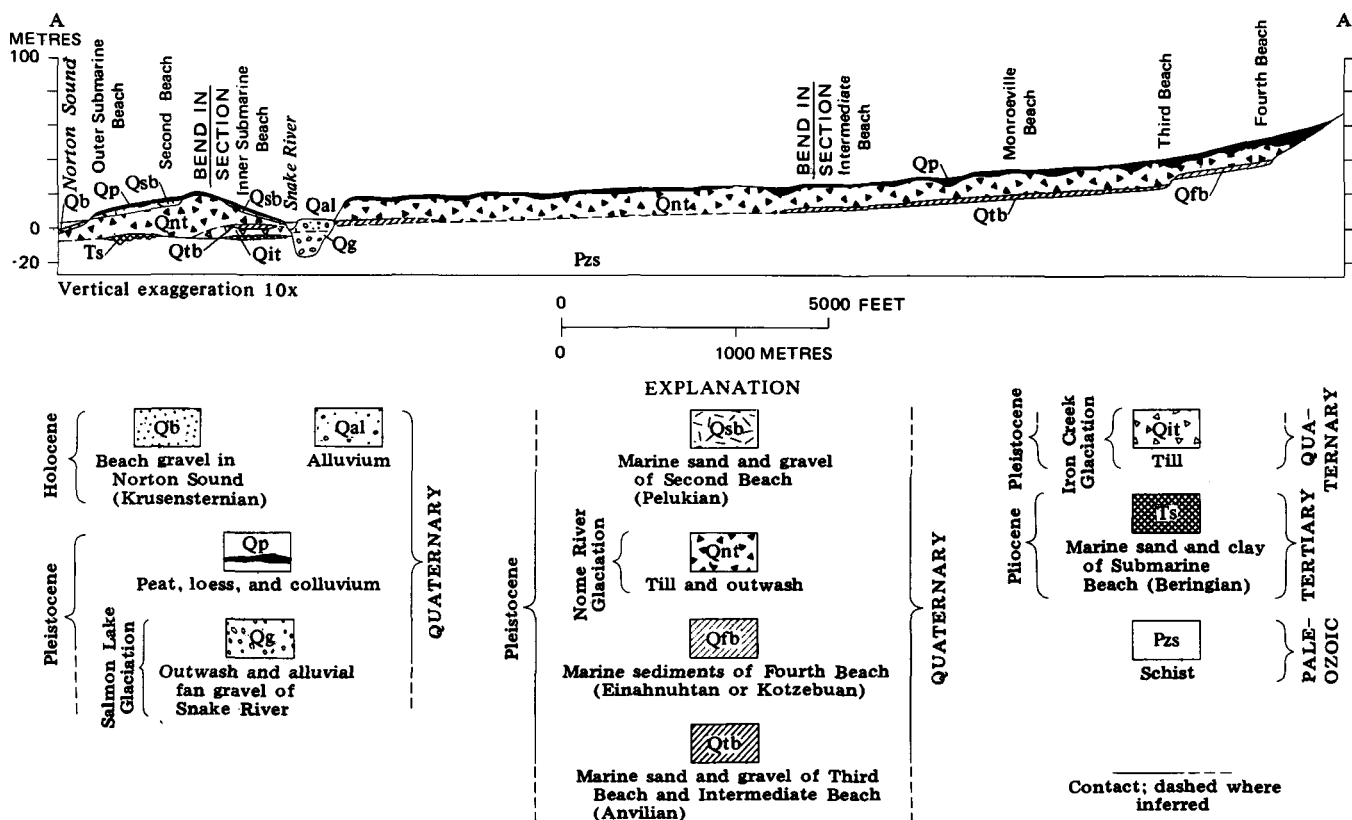 A
A
METRES
100
0
-20
Norton Sound
Outer Submarine
Beach
Second Beach
BEND IN
SECTION
Inner Submarine
Beach
Snake River
BEND IN
SECTION
Intermediate
Beach
Monroeville
Beach
Third Beach
Fourth Beach
Qb
Qp
Qsb
Qnt
Ts
Qtb
Qit
Qsb
Qal
Qg
Qnt
Qp
Qtb
Qfb
Pzs
Vertical exaggeration 10x
0 5000 FEET
0 1000 METRES
EXPLANATION
Holocene
Qb
Beach gravel in
Norton Sound
(Krusensternian)
Qal
Alluvium
Pleistocene
Qp
Peat, loess, and colluvium
Salmon Lake
Glaciation
Qg
Outwash and alluvial
fan gravel of
Snake River
QUATERNARY
Pleistocene
Qsb
Marine sand and gravel
of Second Beach
(Pelukian)
Nome River
Glaciation
Qnt
Till and outwash
Qfb
Marine sediments of Fourth Beach
(Einahnuhtan or Kotzebuan)
Qtb
Marine sand and gravel of Third
Beach and Intermediate Beach
(Anvilian)
QUATERNARY
Pleistocene
Iron Creek
Glaciation
Qit
Till
QUA-
TERNARY
Pliocene
Ts
Marine sand and clay
of Submarine
Beach (Beringian)
TERTIARY
Pzs
Schist
PALE-
OZOIC
Contact; dashed where
inferred